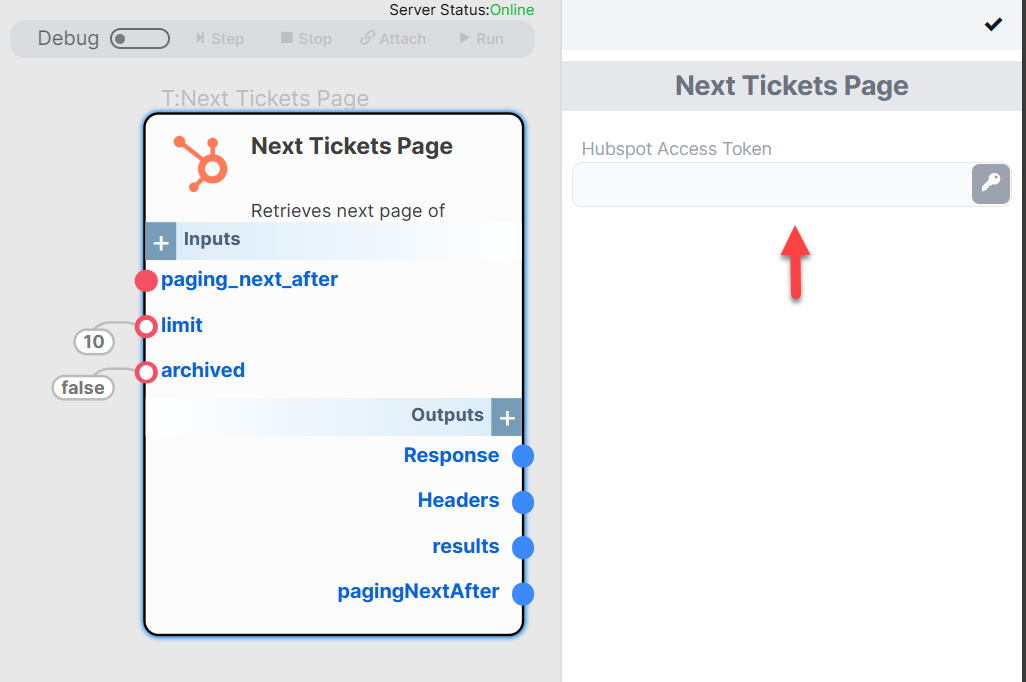 Server Status:Online
Debug Step Stop Attach Run
T:Next Tickets Page
Next Tickets Page
Retrieves next page of
Inputs
paging_next_after
limit
10
archived
false
Outputs
Response
Headers
results
pagingNextAfter
Next Tickets Page
Hubspot Access Token